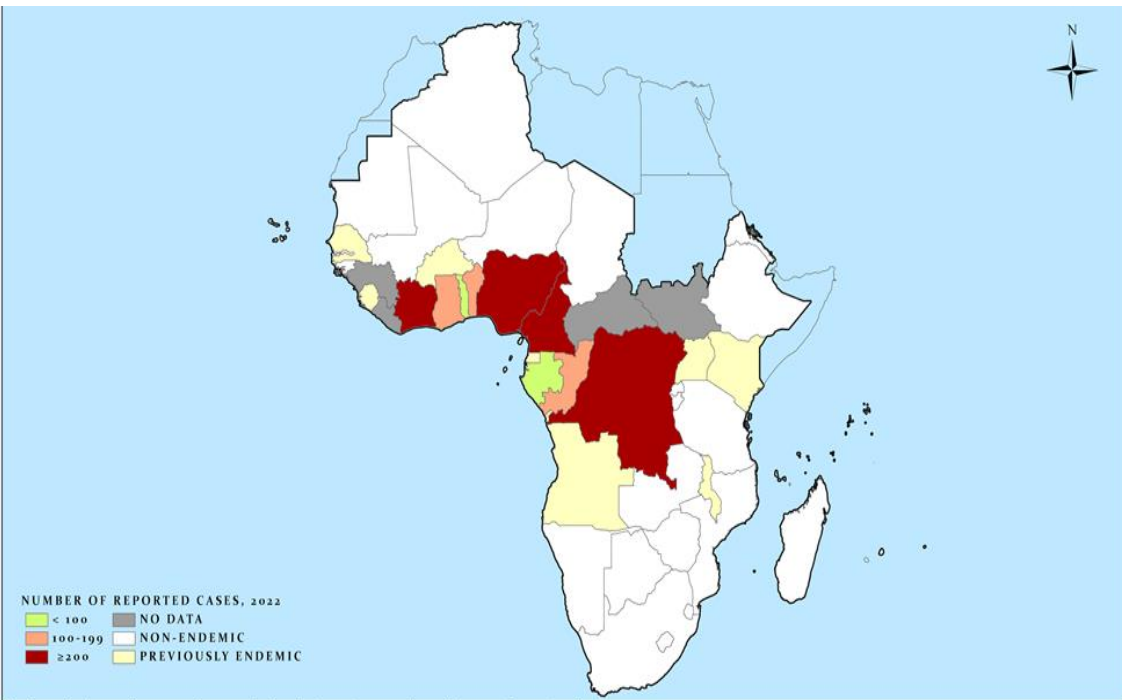 N
NUMBER OF REPORTED CASES, 2022
< 100 NO DATA
100-199 NON-ENDEMIC
≥200 PREVIOUSLY ENDEMIC